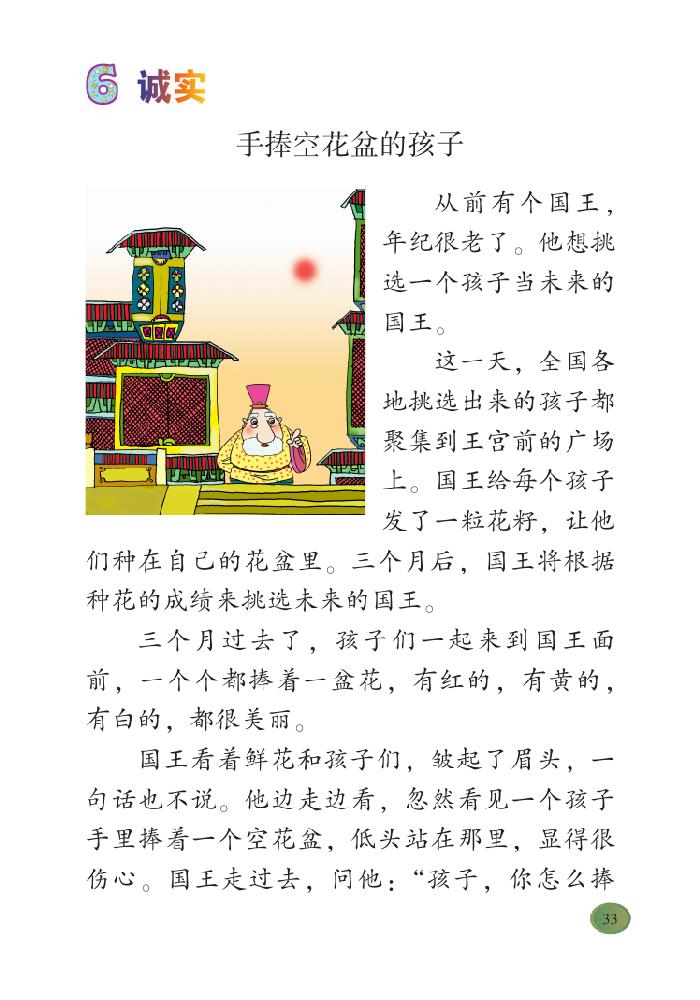 6 诚实
手捧空花盆的孩子
从前有个国王，
年纪很老了。他想挑
选一个孩子当未来的
国王。
这一天，全国各
地挑选出来的孩子都
聚集到王宫前的广场
上。国王给每个孩子
发了一粒花籽，让他
们种在自己的花盆里。三个月后，国王将根据
种花的成绩来挑选未来的国王。
三个月过去了，孩子们一起来到国王面
前，一个个都捧着一盆花，有红的，有黄的，
有白的，都很美丽。
国王看着鲜花和孩子们，皱起了眉头，一
句话也不说。他边走边看，忽然看见一个孩子
手里捧着一个空花盆，低头站在那里，显得很
伤心。国王走过去，问他：“孩子，你怎么捧
33